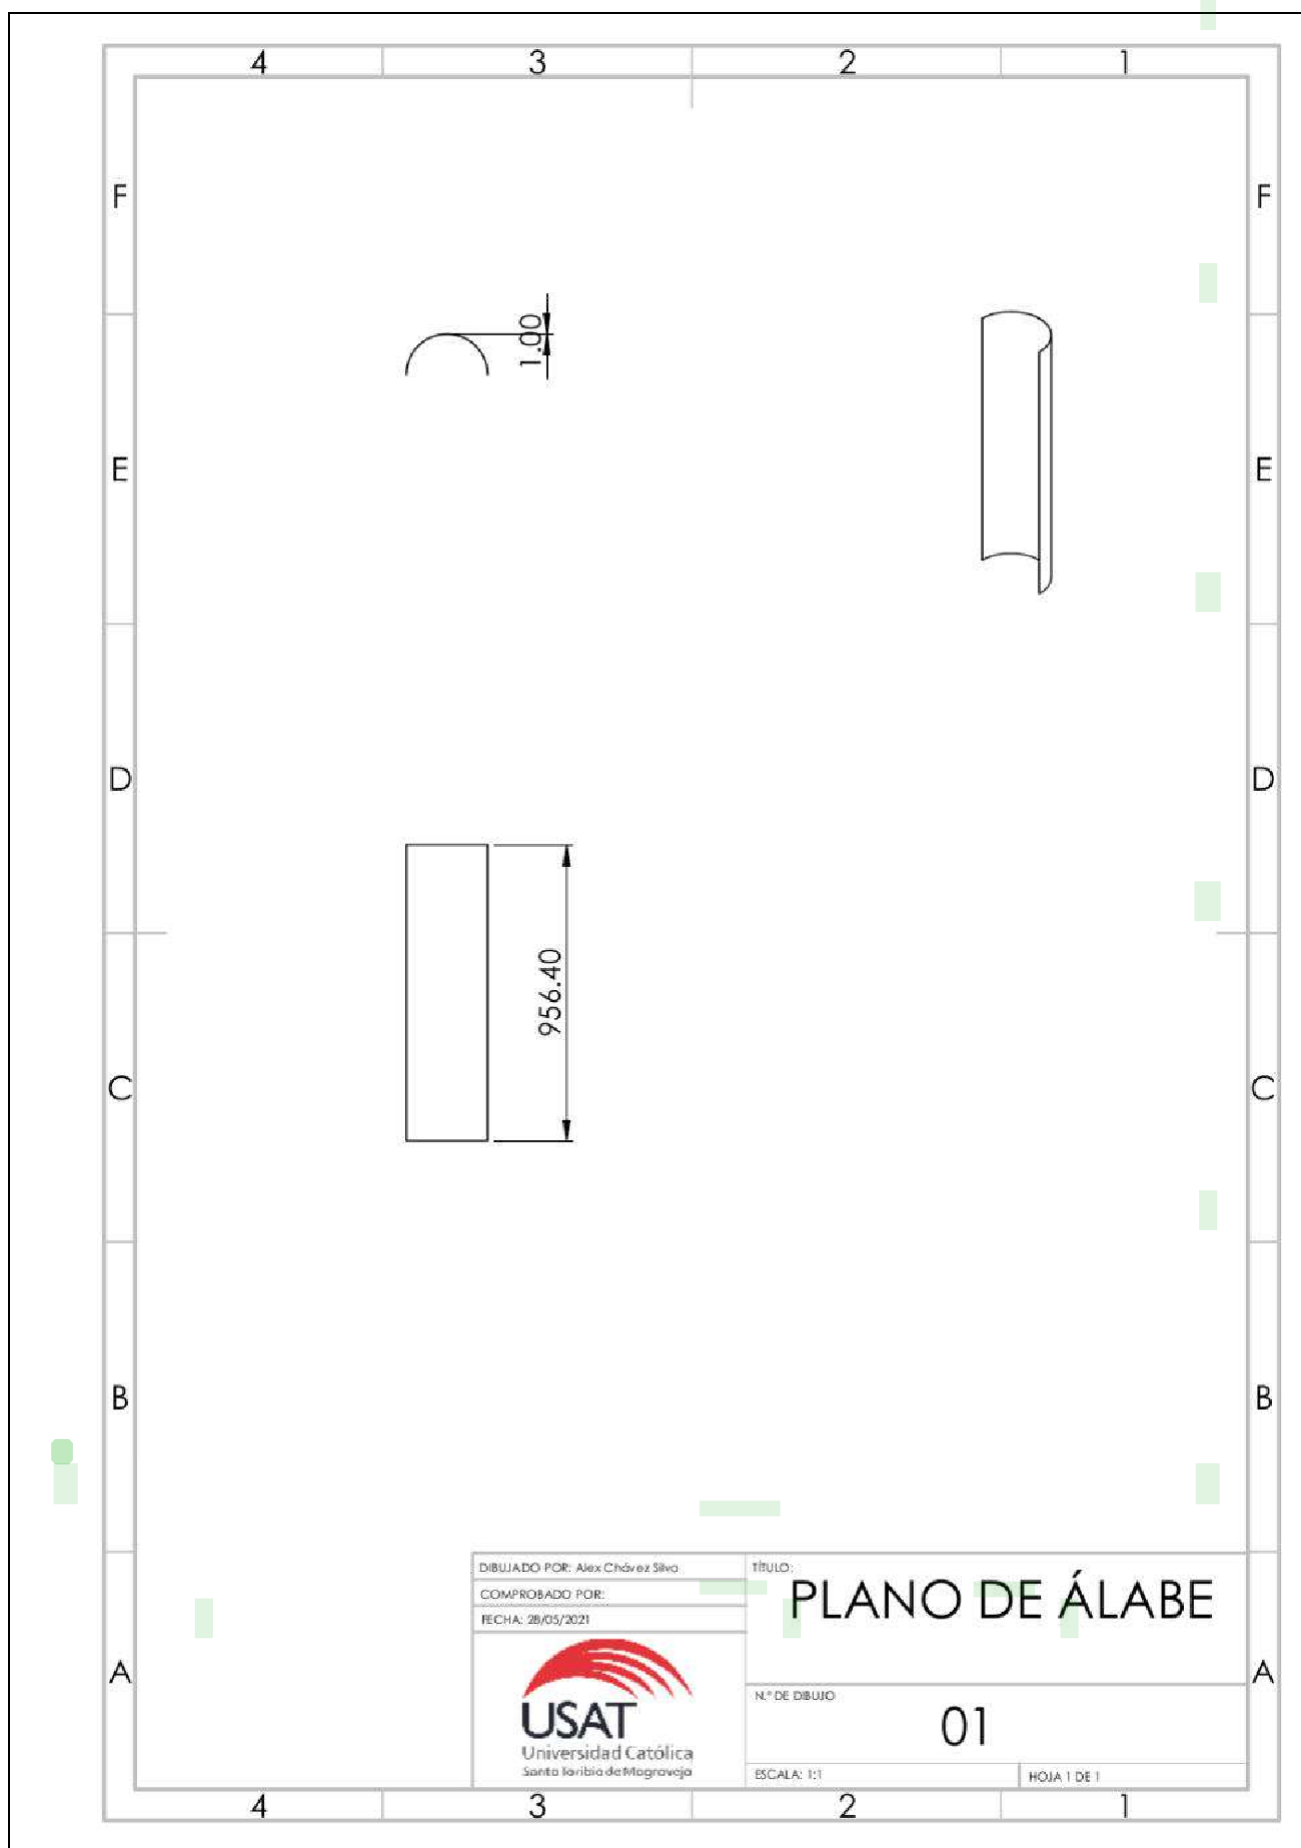 4 3 2 1
F F
1.00
E E
D D
956.40
C C
B B
DIBUJADO POR: Alex Chávez Silva
COMPROBADO POR:
FECHA: 28/05/2021
TÍTULO:
PLANO DE ÁLABE
A A
USAT
Universidad Católica
Santo Toribio de Mogrovejo
N.º DE DIBUJO
01
ESCALA: 1:1
HOJA 1 DE 1
4 3 2 1